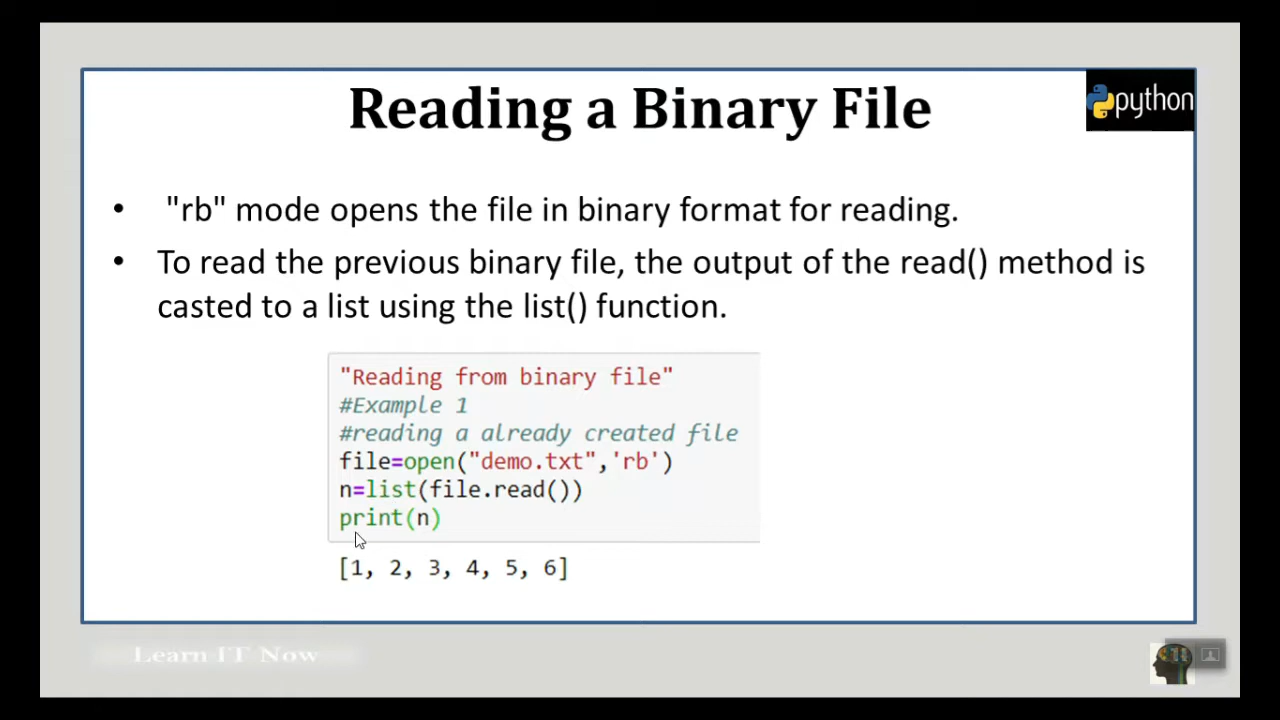 Reading a Binary File
python
• "rb" mode opens the file in binary format for reading.
• To read the previous binary file, the output of the read() method is
casted to a list using the list() function.
"Reading from binary file"
#Example 1
#reading a already created file
file=open("demo.txt",'rb')
n=list(file.read())
print(n)
[1, 2, 3, 4, 5, 6]
Learn IT Now